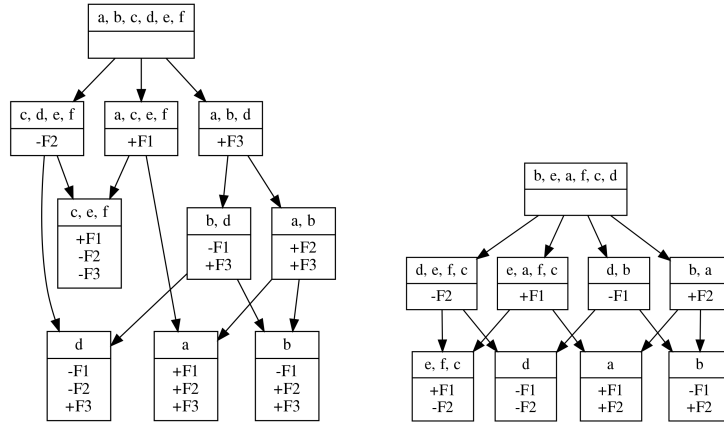 a, b, c, d, e, f
c, d, e, f
-F2
a, c, e, f
+F1
a, b, d
+F3
c, e, f
+F1
-F2
-F3
b, d
-F1
+F3
a, b
+F2
+F3
d
-F1
-F2
+F3
a
+F1
+F2
+F3
b
-F1
+F2
+F3
b, e, a, f, c, d
d, e, f, c
-F2
e, a, f, c
+F1
d, b
-F1
b, a
+F2
e, f, c
+F1
-F2
d
-F1
-F2
a
+F1
+F2
b
-F1
+F2